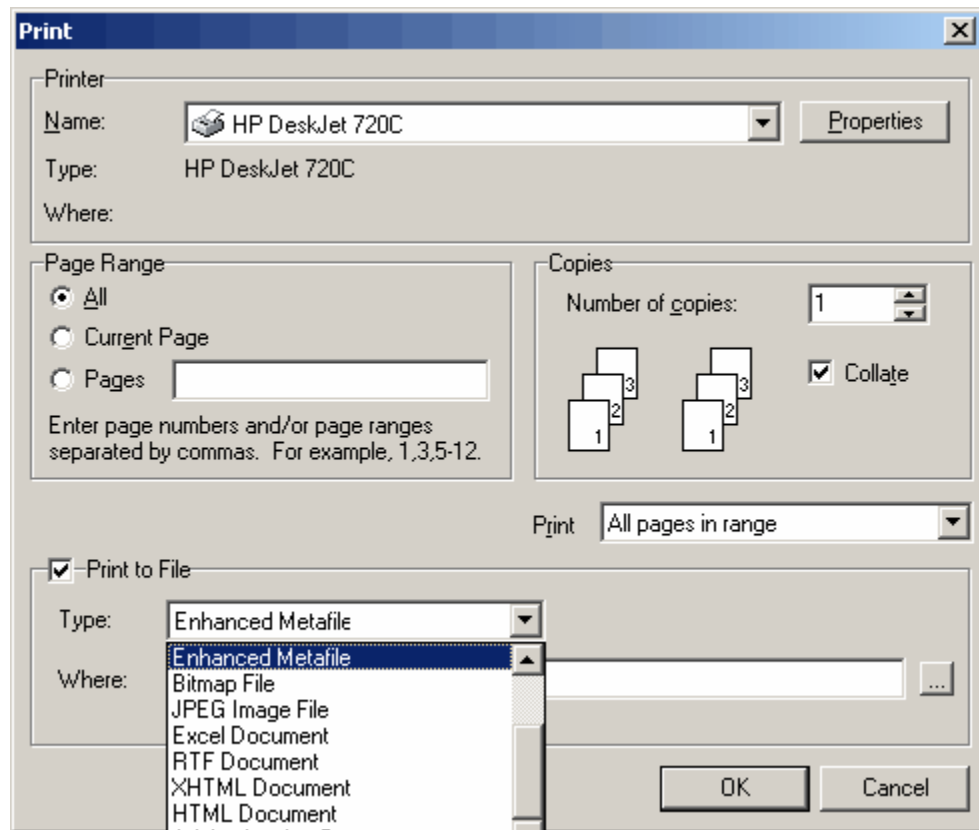 Print
Printer
Name:
HP DeskJet 720C
Properties
Type:
HP DeskJet 720C
Where:
Page Range
All
Current Page
Pages
Enter page numbers and/or page ranges
separated by commas. For example, 1,3,5-12.
Copies
Number of copies:
1
1
2
3
1
2
3
Collate
Print
All pages in range
Print to File
Type:
Enhanced Metafile
Where:
...
Enhanced Metafile
Bitmap File
JPEG Image File
Excel Document
RTF Document
XHTML Document
HTML Document
OK
Cancel